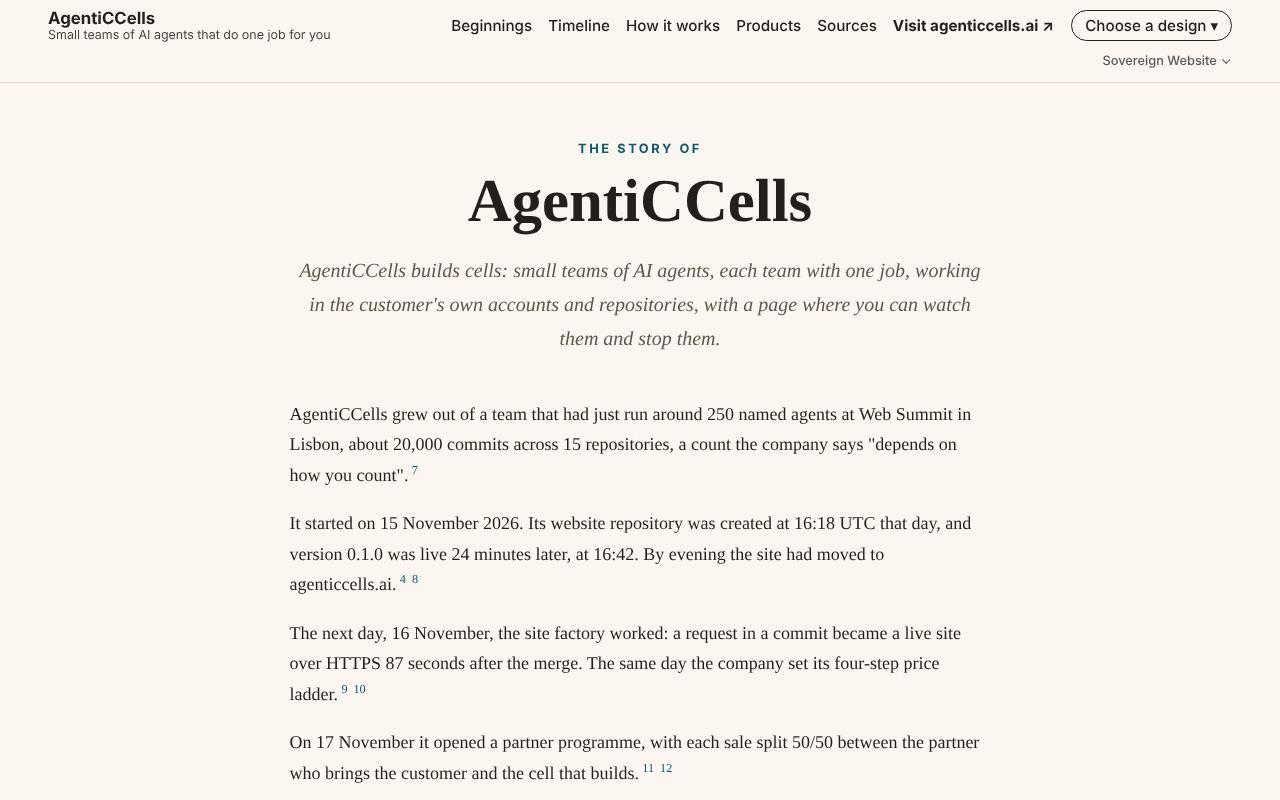 AgentiCCells
Small teams of AI agents that do one job for you
Beginnings Timeline How it works Products Sources Visit agenticcells.ai ↗ Choose a design ▾
Sovereign Website
THE STORY OF
AgentiCCells
AgentiCCells builds cells: small teams of AI agents, each team with one job, working
in the customer's own accounts and repositories, with a page where you can watch
them and stop them.
AgentiCCells grew out of a team that had just run around 250 named agents at Web Summit in
Lisbon, about 20,000 commits across 15 repositories, a count the company says "depends on
how you count". 7
It started on 15 November 2026. Its website repository was created at 16:18 UTC that day, and
version 0.1.0 was live 24 minutes later, at 16:42. By evening the site had moved to
agenticcells.ai. 4 8
The next day, 16 November, the site factory worked: a request in a commit became a live site
over HTTPS 87 seconds after the merge. The same day the company set its four-step price
ladder. 9 10
On 17 November it opened a partner programme, with each sale split 50/50 between the partner
who brings the customer and the cell that builds. 11 12